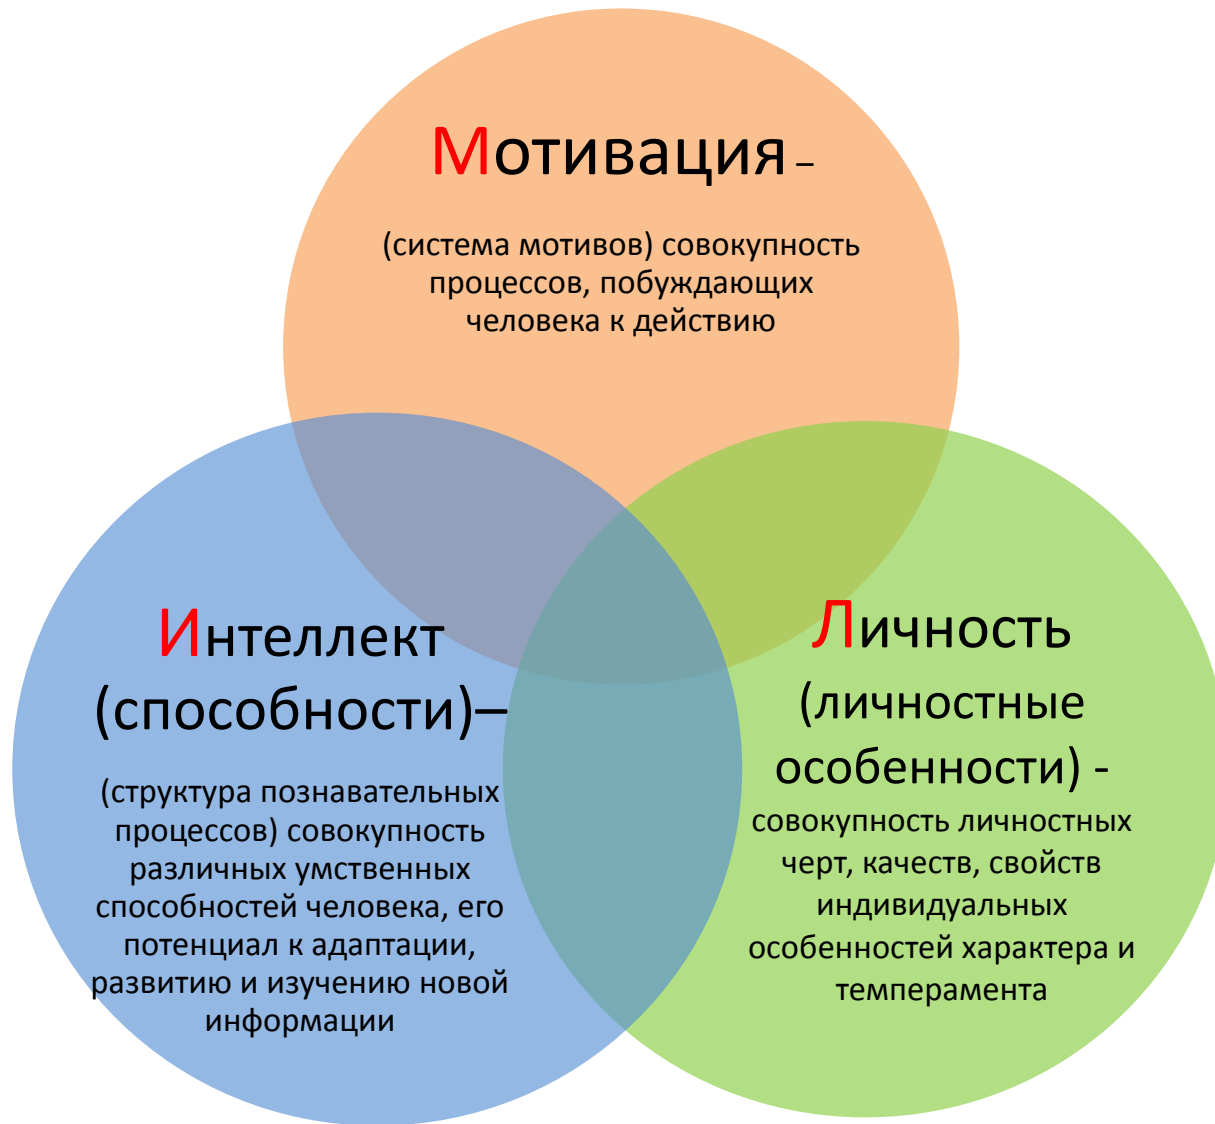 Мотивация –
(система мотивов) совокупность
процессов, побуждающих
человека к действию
Интеллект
(способности)–
(структура познавательных
процессов) совокупность
различных умственных
способностей человека, его
потенциал к адаптации,
развитию и изучению новой
информации
Личность
(личностные
особенности) -
совокупность личностных
черт, качеств, свойств
индивидуальных
особенностей характера и
темперамента